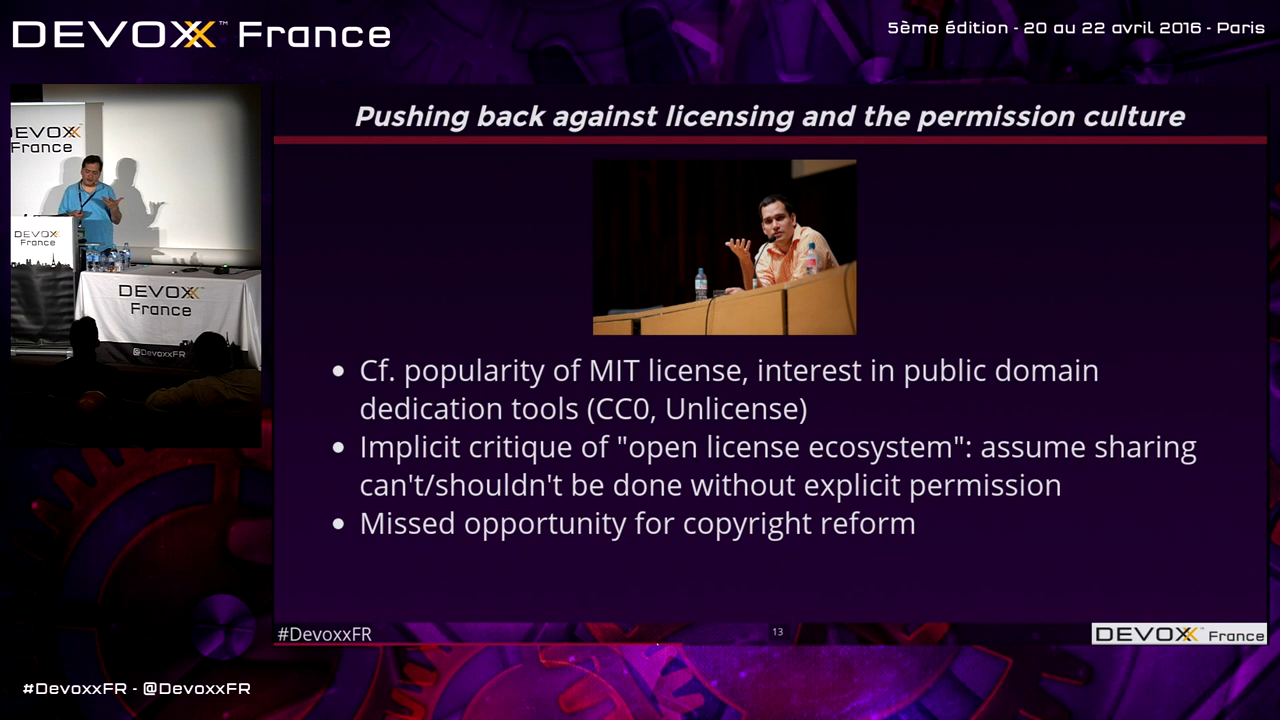 DEVOXX™ France
5ème édition - 20 au 22 avril 2016 - Paris
DEVOXX
France
DEVOXX
France
DEVOXX
France
@DevoxxFR
Pushing back against licensing and the permission culture
• Cf. popularity of MIT license, interest in public domain
dedication tools (CC0, Unlicense)
• Implicit critique of "open license ecosystem": assume sharing
can't/shouldn't be done without explicit permission
• Missed opportunity for copyright reform
#DevoxxFR
13
DEVOXX France
#DevoxxFR - @DevoxxFR